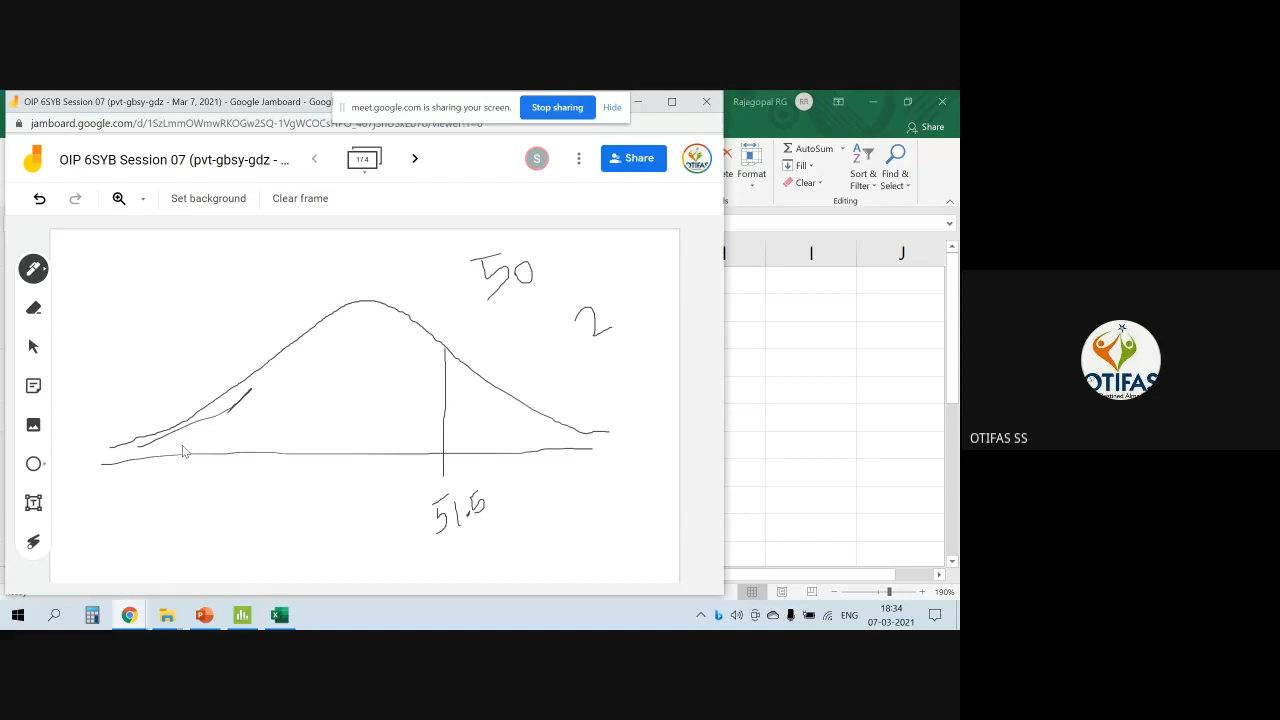 OIP 6SYB Session 07 (pvt-gbsy-gdz - Mar 7, 2021) - Google Jamboard - Goog
meet.google.com is sharing your screen. Stop sharing Hide
Rajagopal RG RR
Share
OIP 6SYB Session 07 (pvt-gbsy-gdz - ...
1/4
S
Share
OTIFAS
Set background Clear frame
Format
AutoSum
Fill
Clear
Sort & Filter
Find & Select
Editing
I J
50
2
51.5
OTIFAS
OTIFAS SS
190%
ENG
18:34
07-03-2021